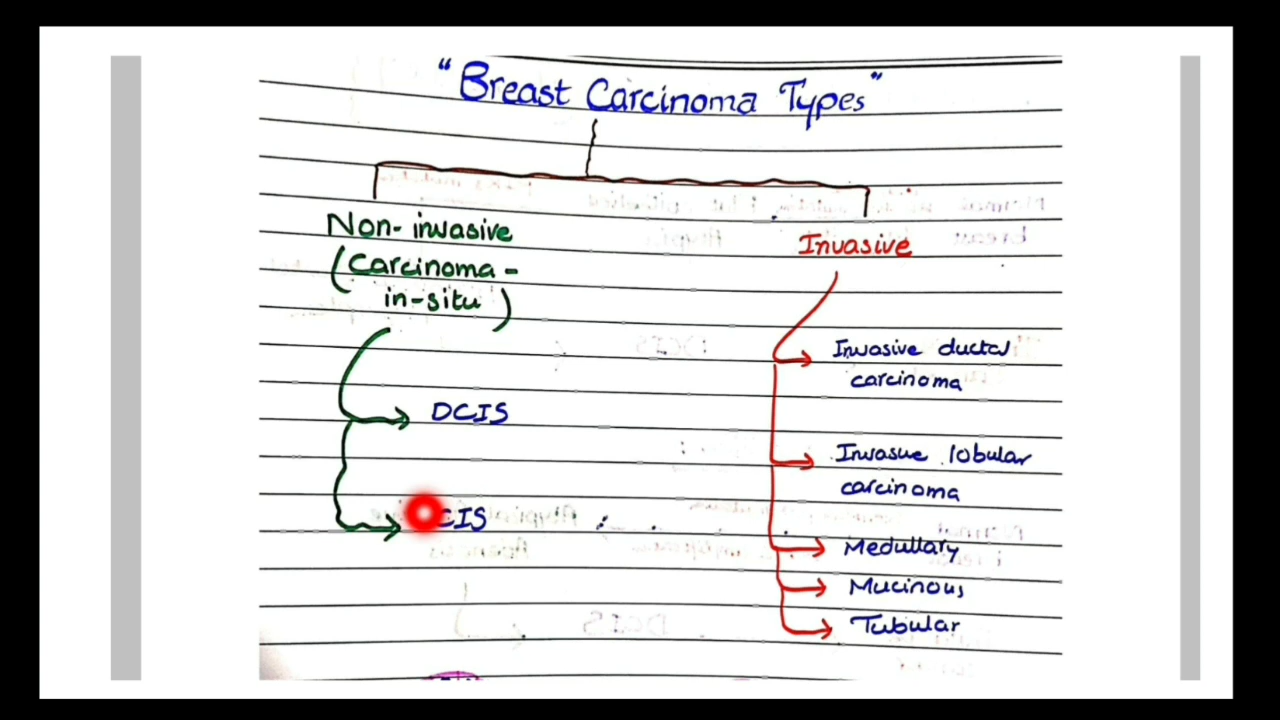 "Breast Carcinoma Types"
Non-invasive
(Carcinoma-
in-situ)
DCIS
CIS
Invasive
Invasive ductal
carcinoma
Invasive lobular
carcinoma
Medullary
Mucinous
Tubular